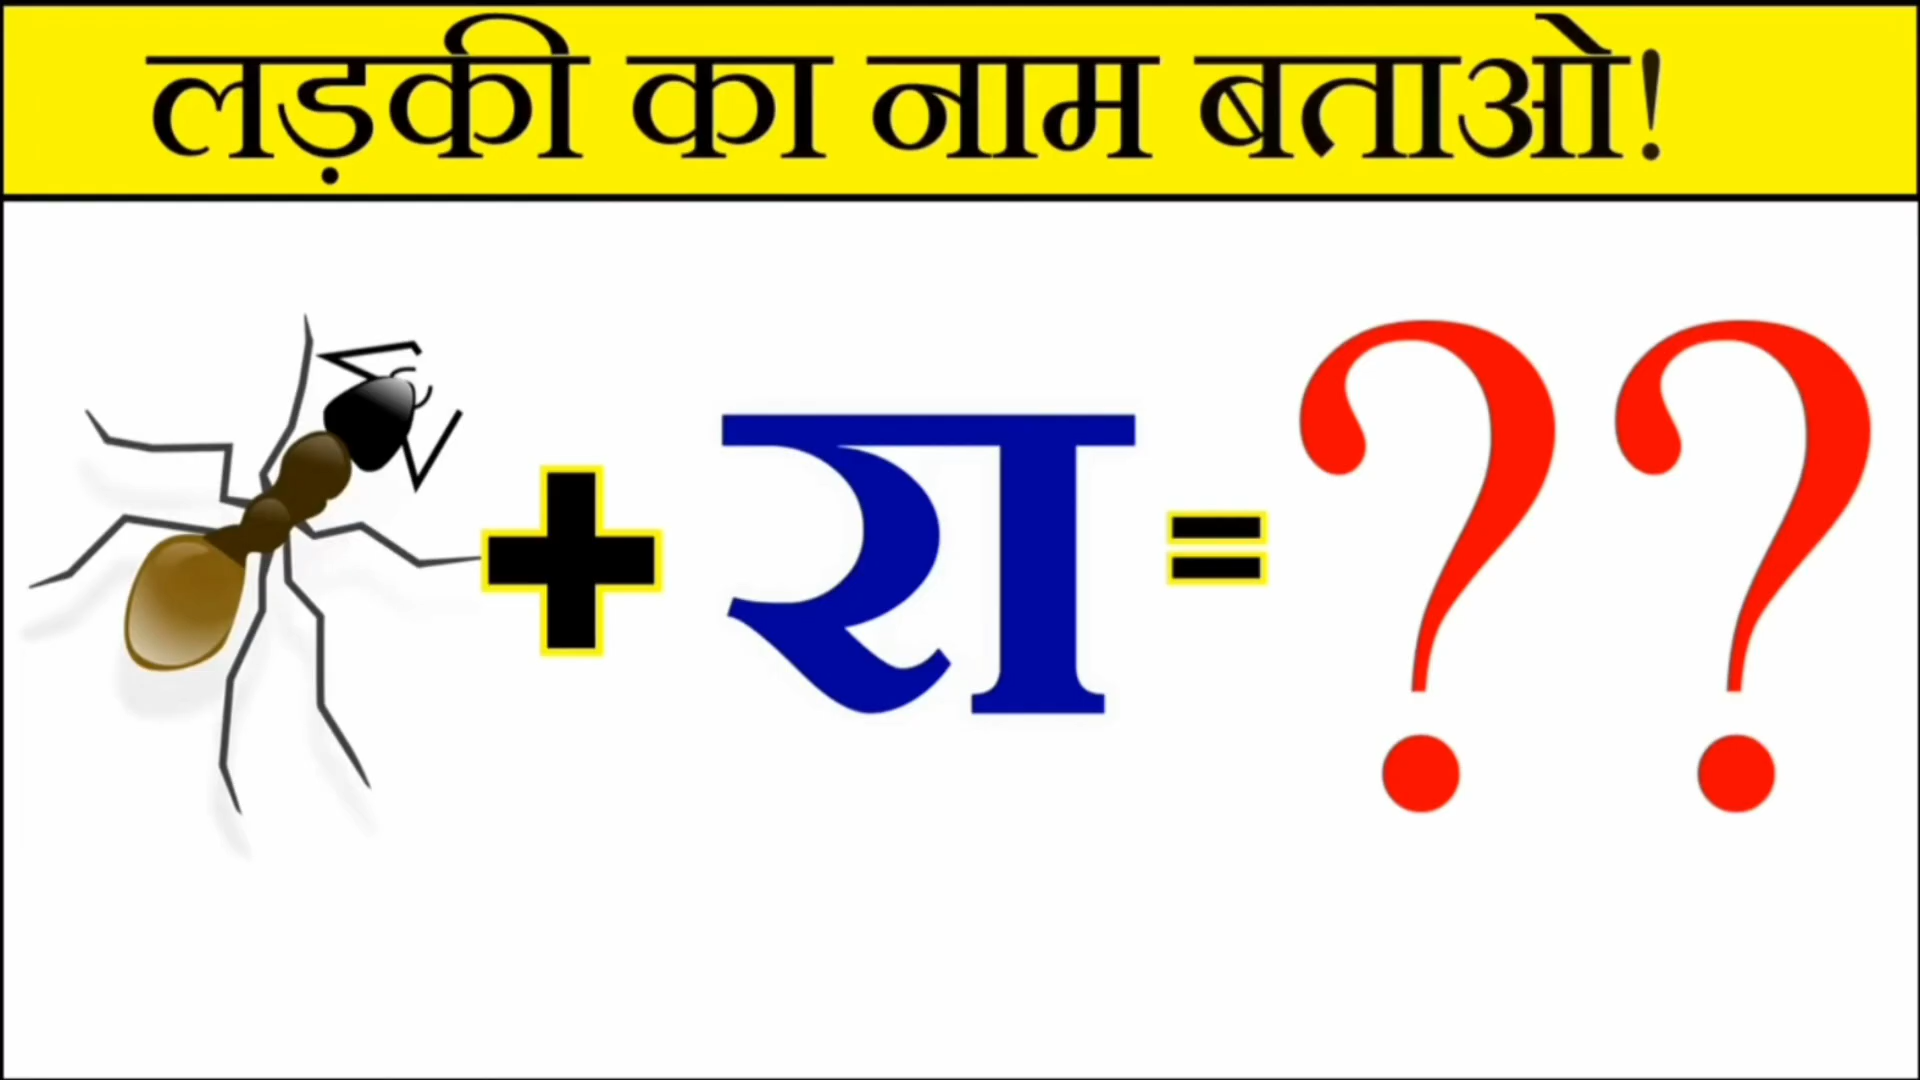 लड़की का नाम बताओ!
+ रा = ??